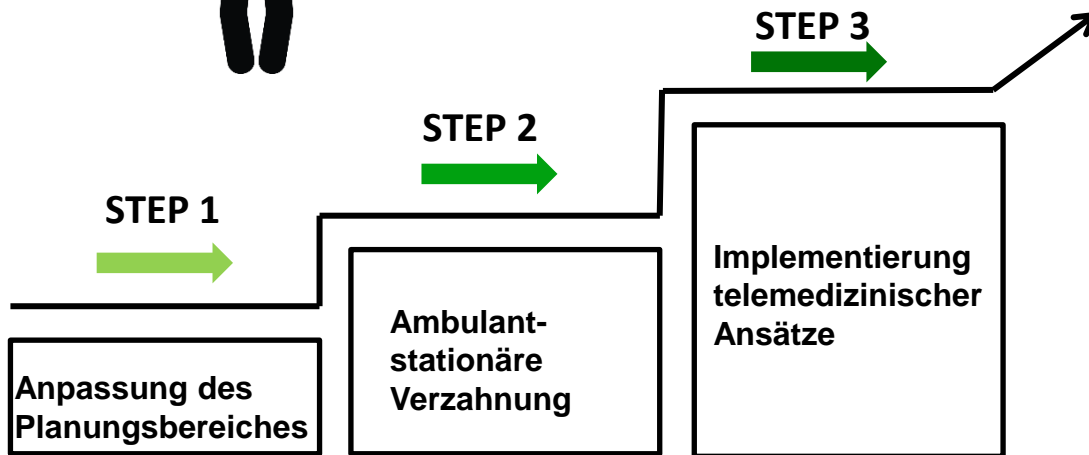 STEP 1
Anpassung des
Planungsbereiches
STEP 2
Ambulant-
stationäre
Verzahnung
STEP 3
Implementierung
telemedizinischer
Ansätze